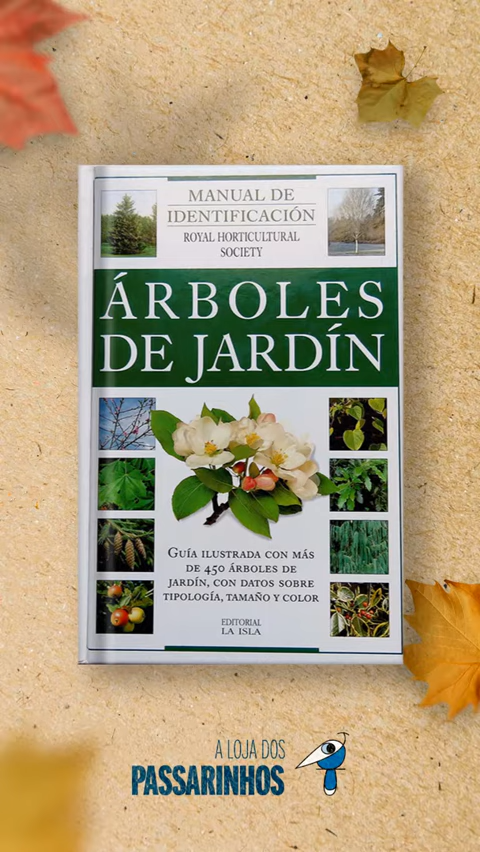 MANUAL DE
IDENTIFICACIÓN
ROYAL HORTICULTURAL
SOCIETY
ÁRBOLES
DE JARDÍN
GUÍA ILUSTRADA CON MÁS
DE 450 ÁRBOLES DE
JARDÍN, CON DATOS SOBRE
TIPOLOGÍA, TAMAÑO Y COLOR
EDITORIAL
LA ISLA
A LOJA DOS
PASSARINHOS